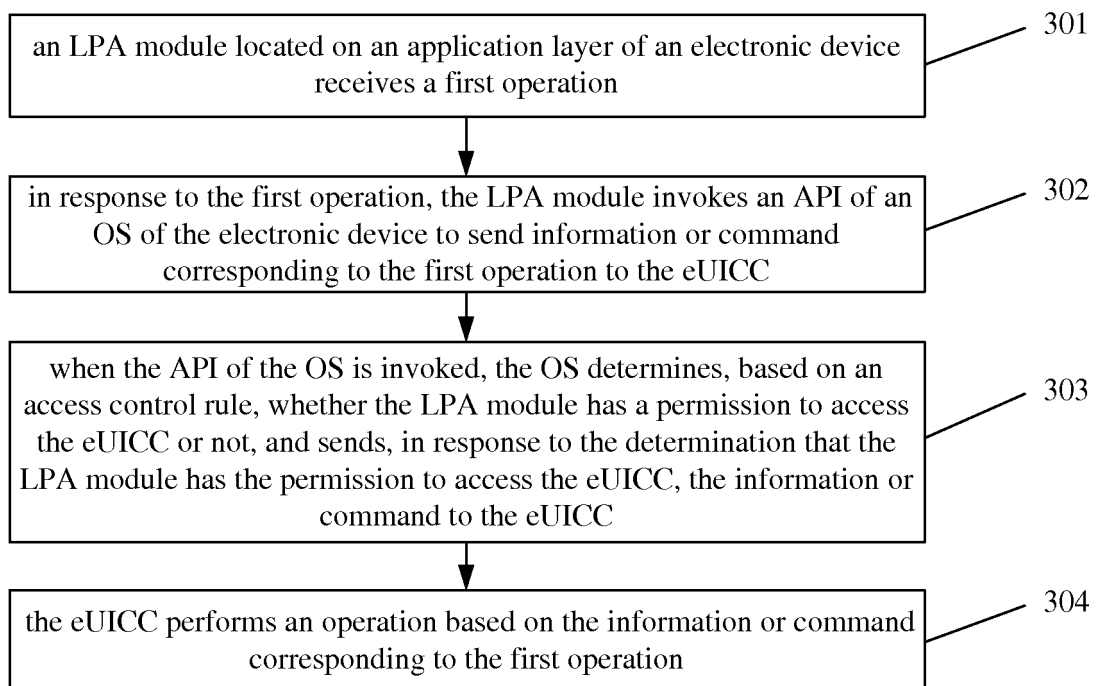 an LPA module located on an application layer of an electronic device
receives a first operation
301
in response to the first operation, the LPA module invokes an API of an
OS of the electronic device to send information or command
corresponding to the first operation to the eUICC
302
when the API of the OS is invoked, the OS determines, based on an
access control rule, whether the LPA module has a permission to access
the eUICC or not, and sends, in response to the determination that the
LPA module has the permission to access the eUICC, the information or
command to the eUICC
303
the eUICC performs an operation based on the information or command
corresponding to the first operation
304